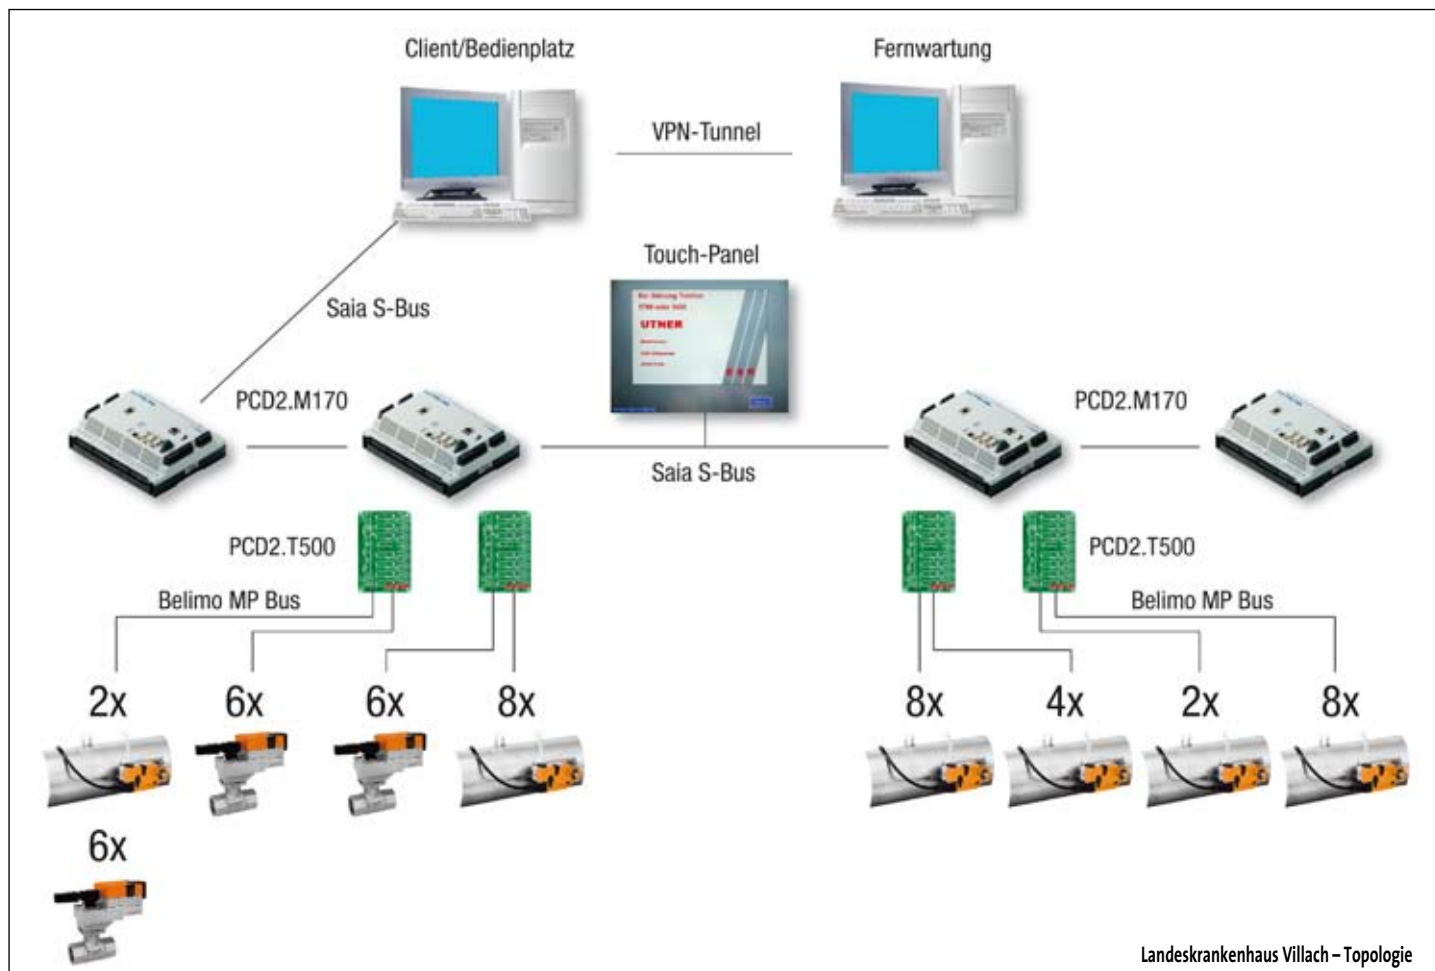 Client/Bedienplatz
Fernwartung
VPN-Tunnel
Touch-Panel
UTNER
Saia S-Bus
PCD2.M170
PCD2.M170
Saia S-Bus
PCD2.T500
PCD2.T500
Belimo MP Bus
Belimo MP Bus
2x
6x
6x
8x
8x
4x
2x
8x
6x
Landeskrankenhaus Villach – Topologie